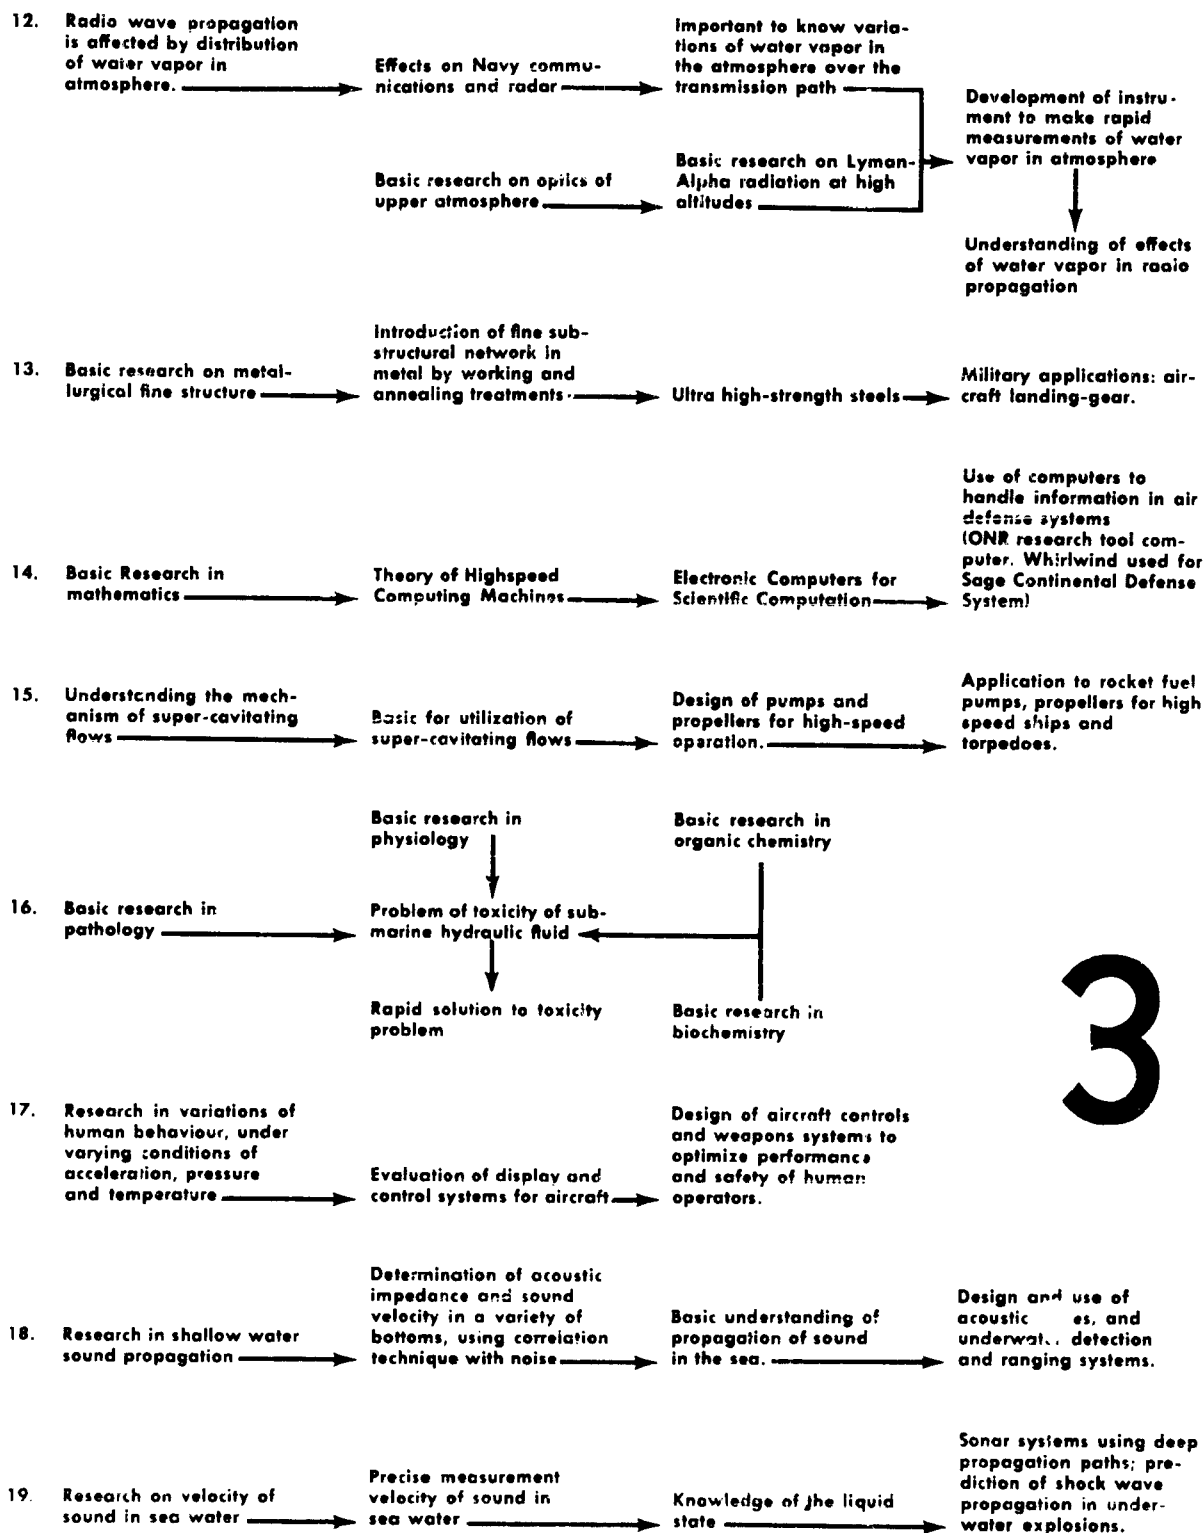 12. Radio wave propagation
is affected by distribution
of water vapor in
atmosphere.
Effects on Navy commu-
nications and radar
Important to know varia-
tions of water vapor in
the atmosphere over the
transmission path
Basic research on optics of
upper atmosphere
Basic research on Lyman-
Alpha radiation at high
altitudes
Development of instru-
ment to make rapid
measurements of water
vapor in atmosphere
Understanding of effects
of water vapor in radio
propagation
13. Basic research on metal-
lurgical fine structure
Introduction of fine sub-
structural network in
metal by working and
annealing treatments
Ultra high-strength steels
Military applications: air-
craft landing-gear.
14. Basic Research in
mathematics
Theory of Highspeed
Computing Machines
Electronic Computers for
Scientific Computation
Use of computers to
handle information in air
defense systems
(ONR research tool com-
puter. Whirlwind used for
Sage Continental Defense
System)
15. Understanding the mech-
anism of super-cavitating
flows
Basic for utilization of
super-cavitating flows
Design of pumps and
propellers for high-speed
operation.
Application to rocket fuel
pumps, propellers for high
speed ships and
torpedoes.
Basic research in
physiology
Basic research in
organic chemistry
16. Basic research in
pathology
Problem of toxicity of sub-
marine hydraulic fluid
Rapid solution to toxicity
problem
Basic research in
biochemistry
3
17. Research in variations of
human behaviour, under
varying conditions of
acceleration, pressure
and temperature
Evaluation of display and
control systems for aircraft
Design of aircraft controls
and weapons systems to
optimize performance
and safety of human
operators.
18. Research in shallow water
sound propagation
Determination of acoustic
impedance and sound
velocity in a variety of
bottoms, using correlation
technique with noise
Basic understanding of
propagation of sound
in the sea.
Design and use of
acoustic es, and
detection
and ranging systems.
19. Research on velocity of
sound in sea water
Precise measurement
velocity of sound in
sea water
Knowledge of the liquid
state
Sonar systems using deep
propagation paths; pre-
diction of shock wave
propagation in under-
water explosions.